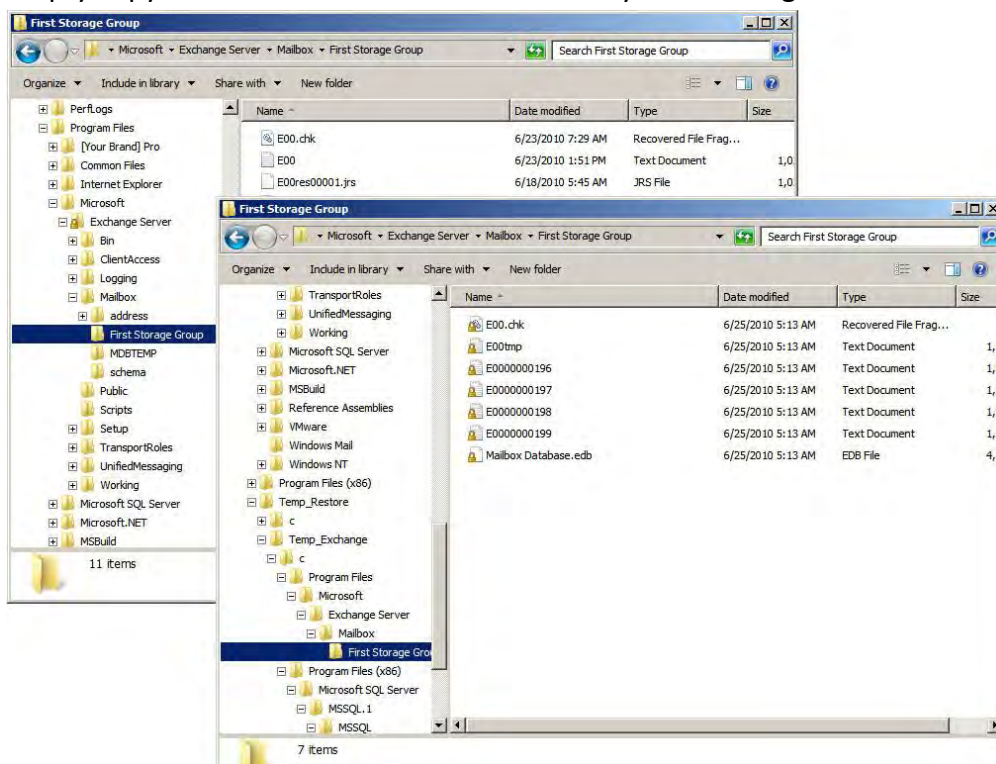 First Storage Group
Microsoft Exchange Server Mailbox First Storage Group
Search First Storage Group
Organize Include in library Share with New folder
PerfLogs
Program Files
[Your Brand] Pro
Common Files
Internet Explorer
Microsoft
Exchange Server
Bin
ClientAccess
Logging
Mailbox
address
First Storage Group
MDBTEMP
schema
Public
Scripts
Setup
TransportRoles
UnifiedMessaging
Working
Microsoft SQL Server
Microsoft.NET
MSBuild
Name Date modified Type Size
E00.chk 6/23/2010 7:29 AM Recovered File Frag...
E00 6/23/2010 1:51 PM Text Document 1,0
E00res00001.jrs 6/18/2010 5:45 AM JRS File 1,0
11 items
First Storage Group
Microsoft Exchange Server Mailbox First Storage Group
Search First Storage Group
Organize Include in library Share with New folder
TransportRoles
UnifiedMessaging
Working
Microsoft SQL Server
Microsoft.NET
MSBuild
Reference Assemblies
VMware
Windows Mail
Windows NT
Program Files (x86)
Temp_Restore
c
Temp_Exchange
c
Program Files
Microsoft
Exchange Server
Mailbox
First Storage Gro
Program Files (x86)
Microsoft SQL Server
MSSQL.1
MSSQL
Name Date modified Type Size
E00.chk 6/25/2010 5:13 AM Recovered File Frag...
E00tmp 6/25/2010 5:13 AM Text Document 1,
E0000000196 6/25/2010 5:13 AM Text Document 1,
E0000000197 6/25/2010 5:13 AM Text Document 1,
E0000000198 6/25/2010 5:13 AM Text Document 1,
E0000000199 6/25/2010 5:13 AM Text Document 1,
Mailbox Database.edb 6/25/2010 5:13 AM EDB File 4,
7 items